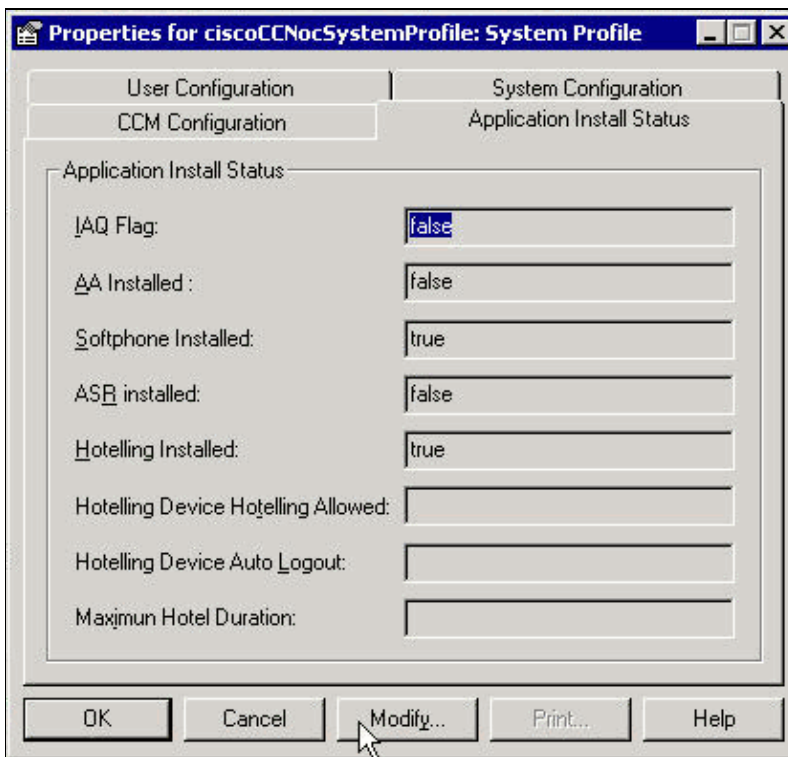 Properties for ciscoCCNocSystemProfile: System Profile
User Configuration
System Configuration
CCM Configuration
Application Install Status
Application Install Status
IAQ Flag:
false
AA Installed :
false
Softphone Installed:
true
ASR installed:
false
Hotelling Installed:
true
Hotelling Device Hotelling Allowed:
Hotelling Device Auto Logout:
Maximun Hotel Duration:
OK
Cancel
Modify...
Print...
Help